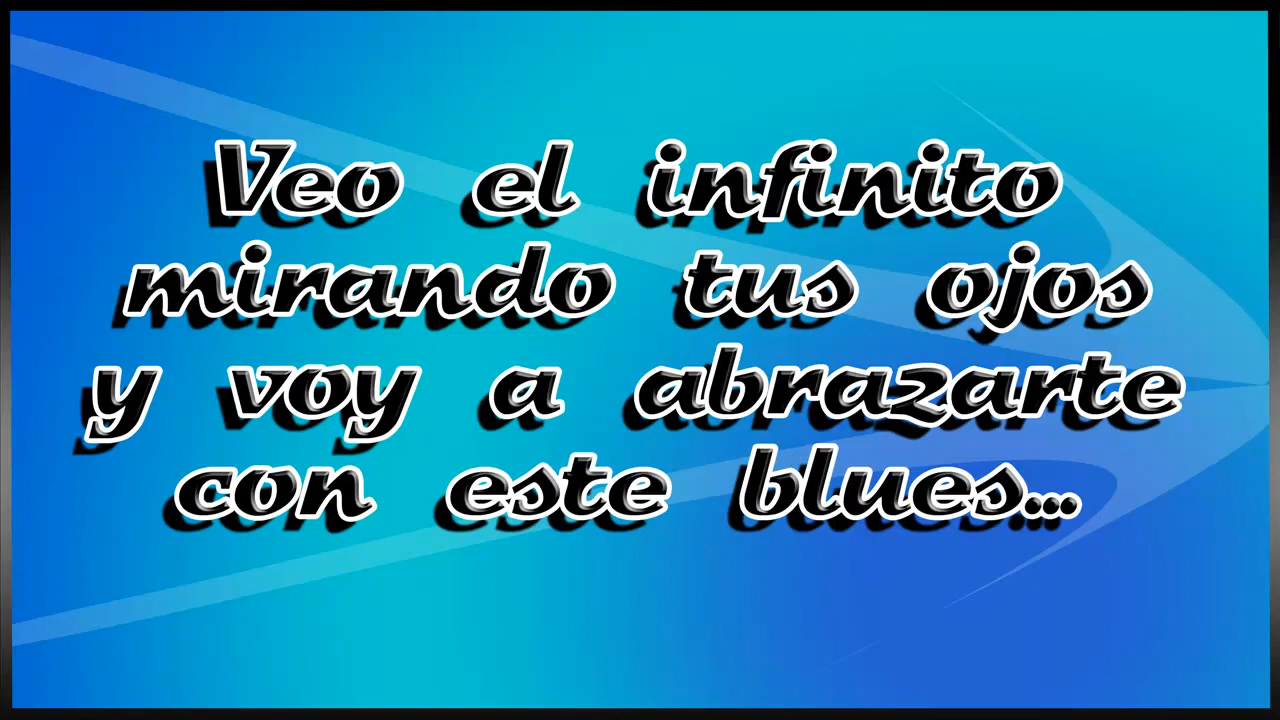 Veo el infinito
mirando tus ojos
y voy a abrazarte
con este blues...